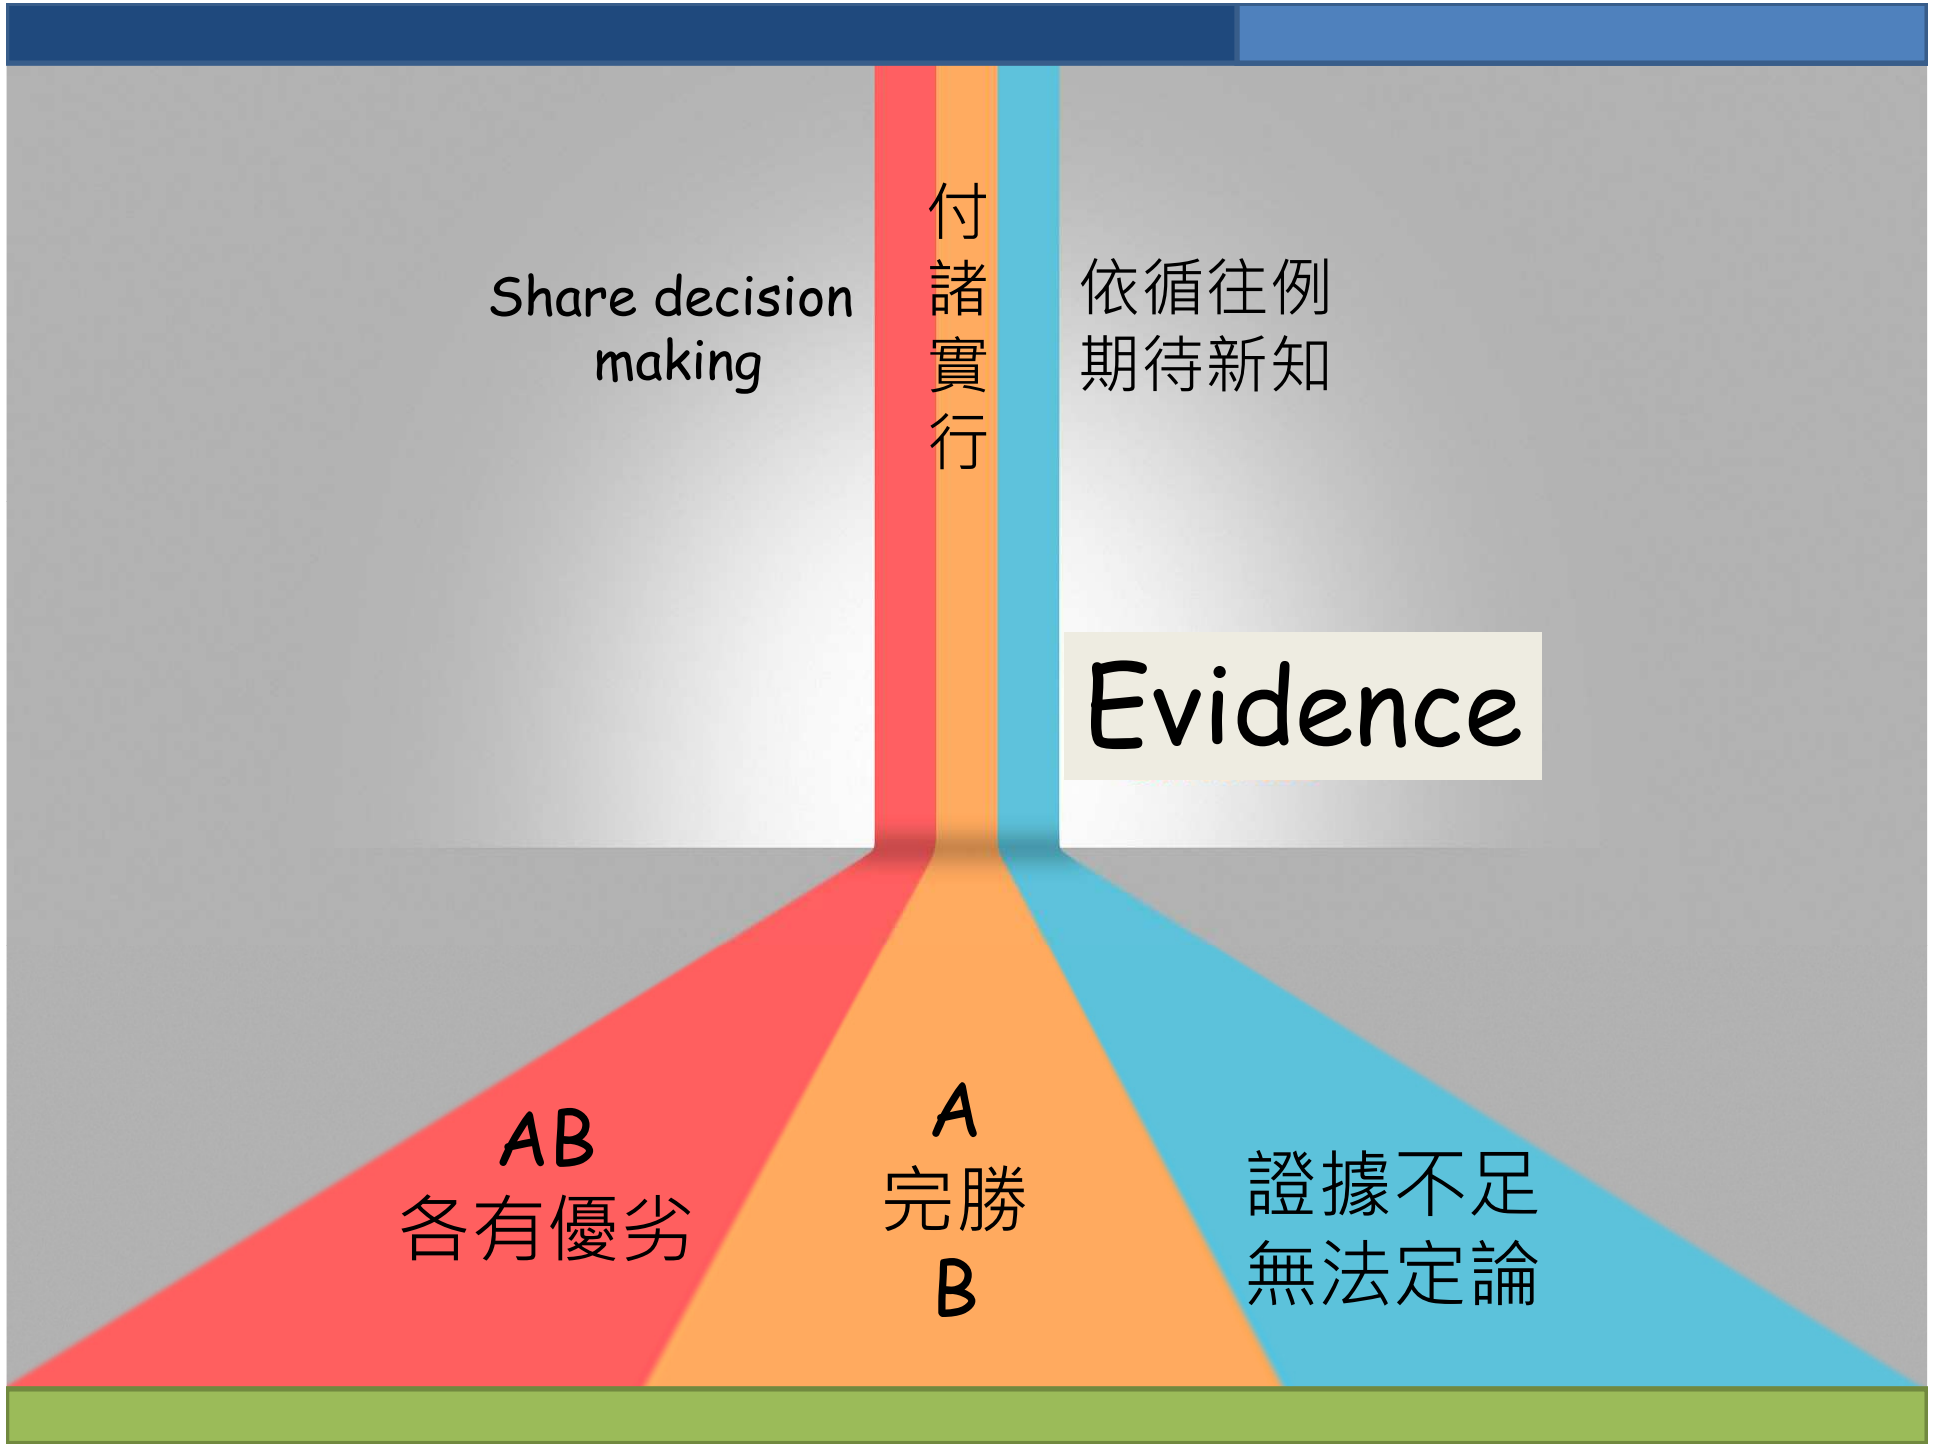 Share decision
making
付
諸
實
行
依循往例
期待新知
Evidence
AB
各有優劣
A
完勝
B
證據不足
無法定論